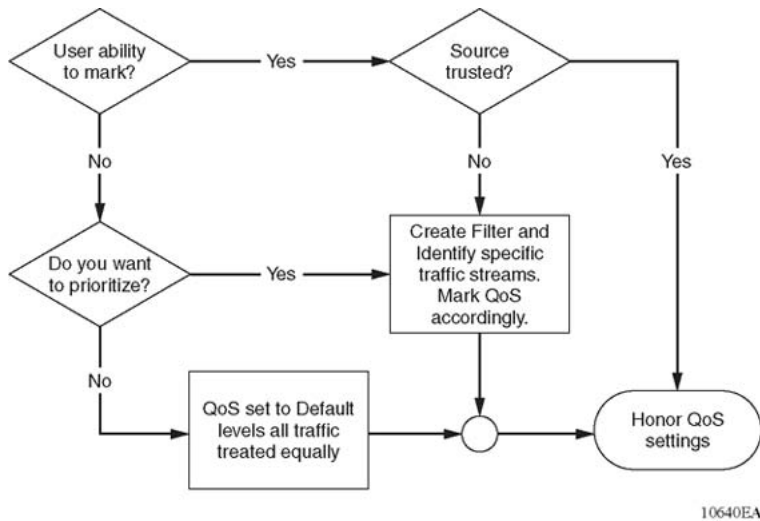 User ability
to mark?
Yes
Source
trusted?
No
No
Yes
Do you want
to prioritize?
Yes
Create Filter and
Identify specific
traffic streams.
Mark QoS
accordingly.
No
QoS set to Default
levels all traffic
treated equally
Honor QoS
settings
10640EA